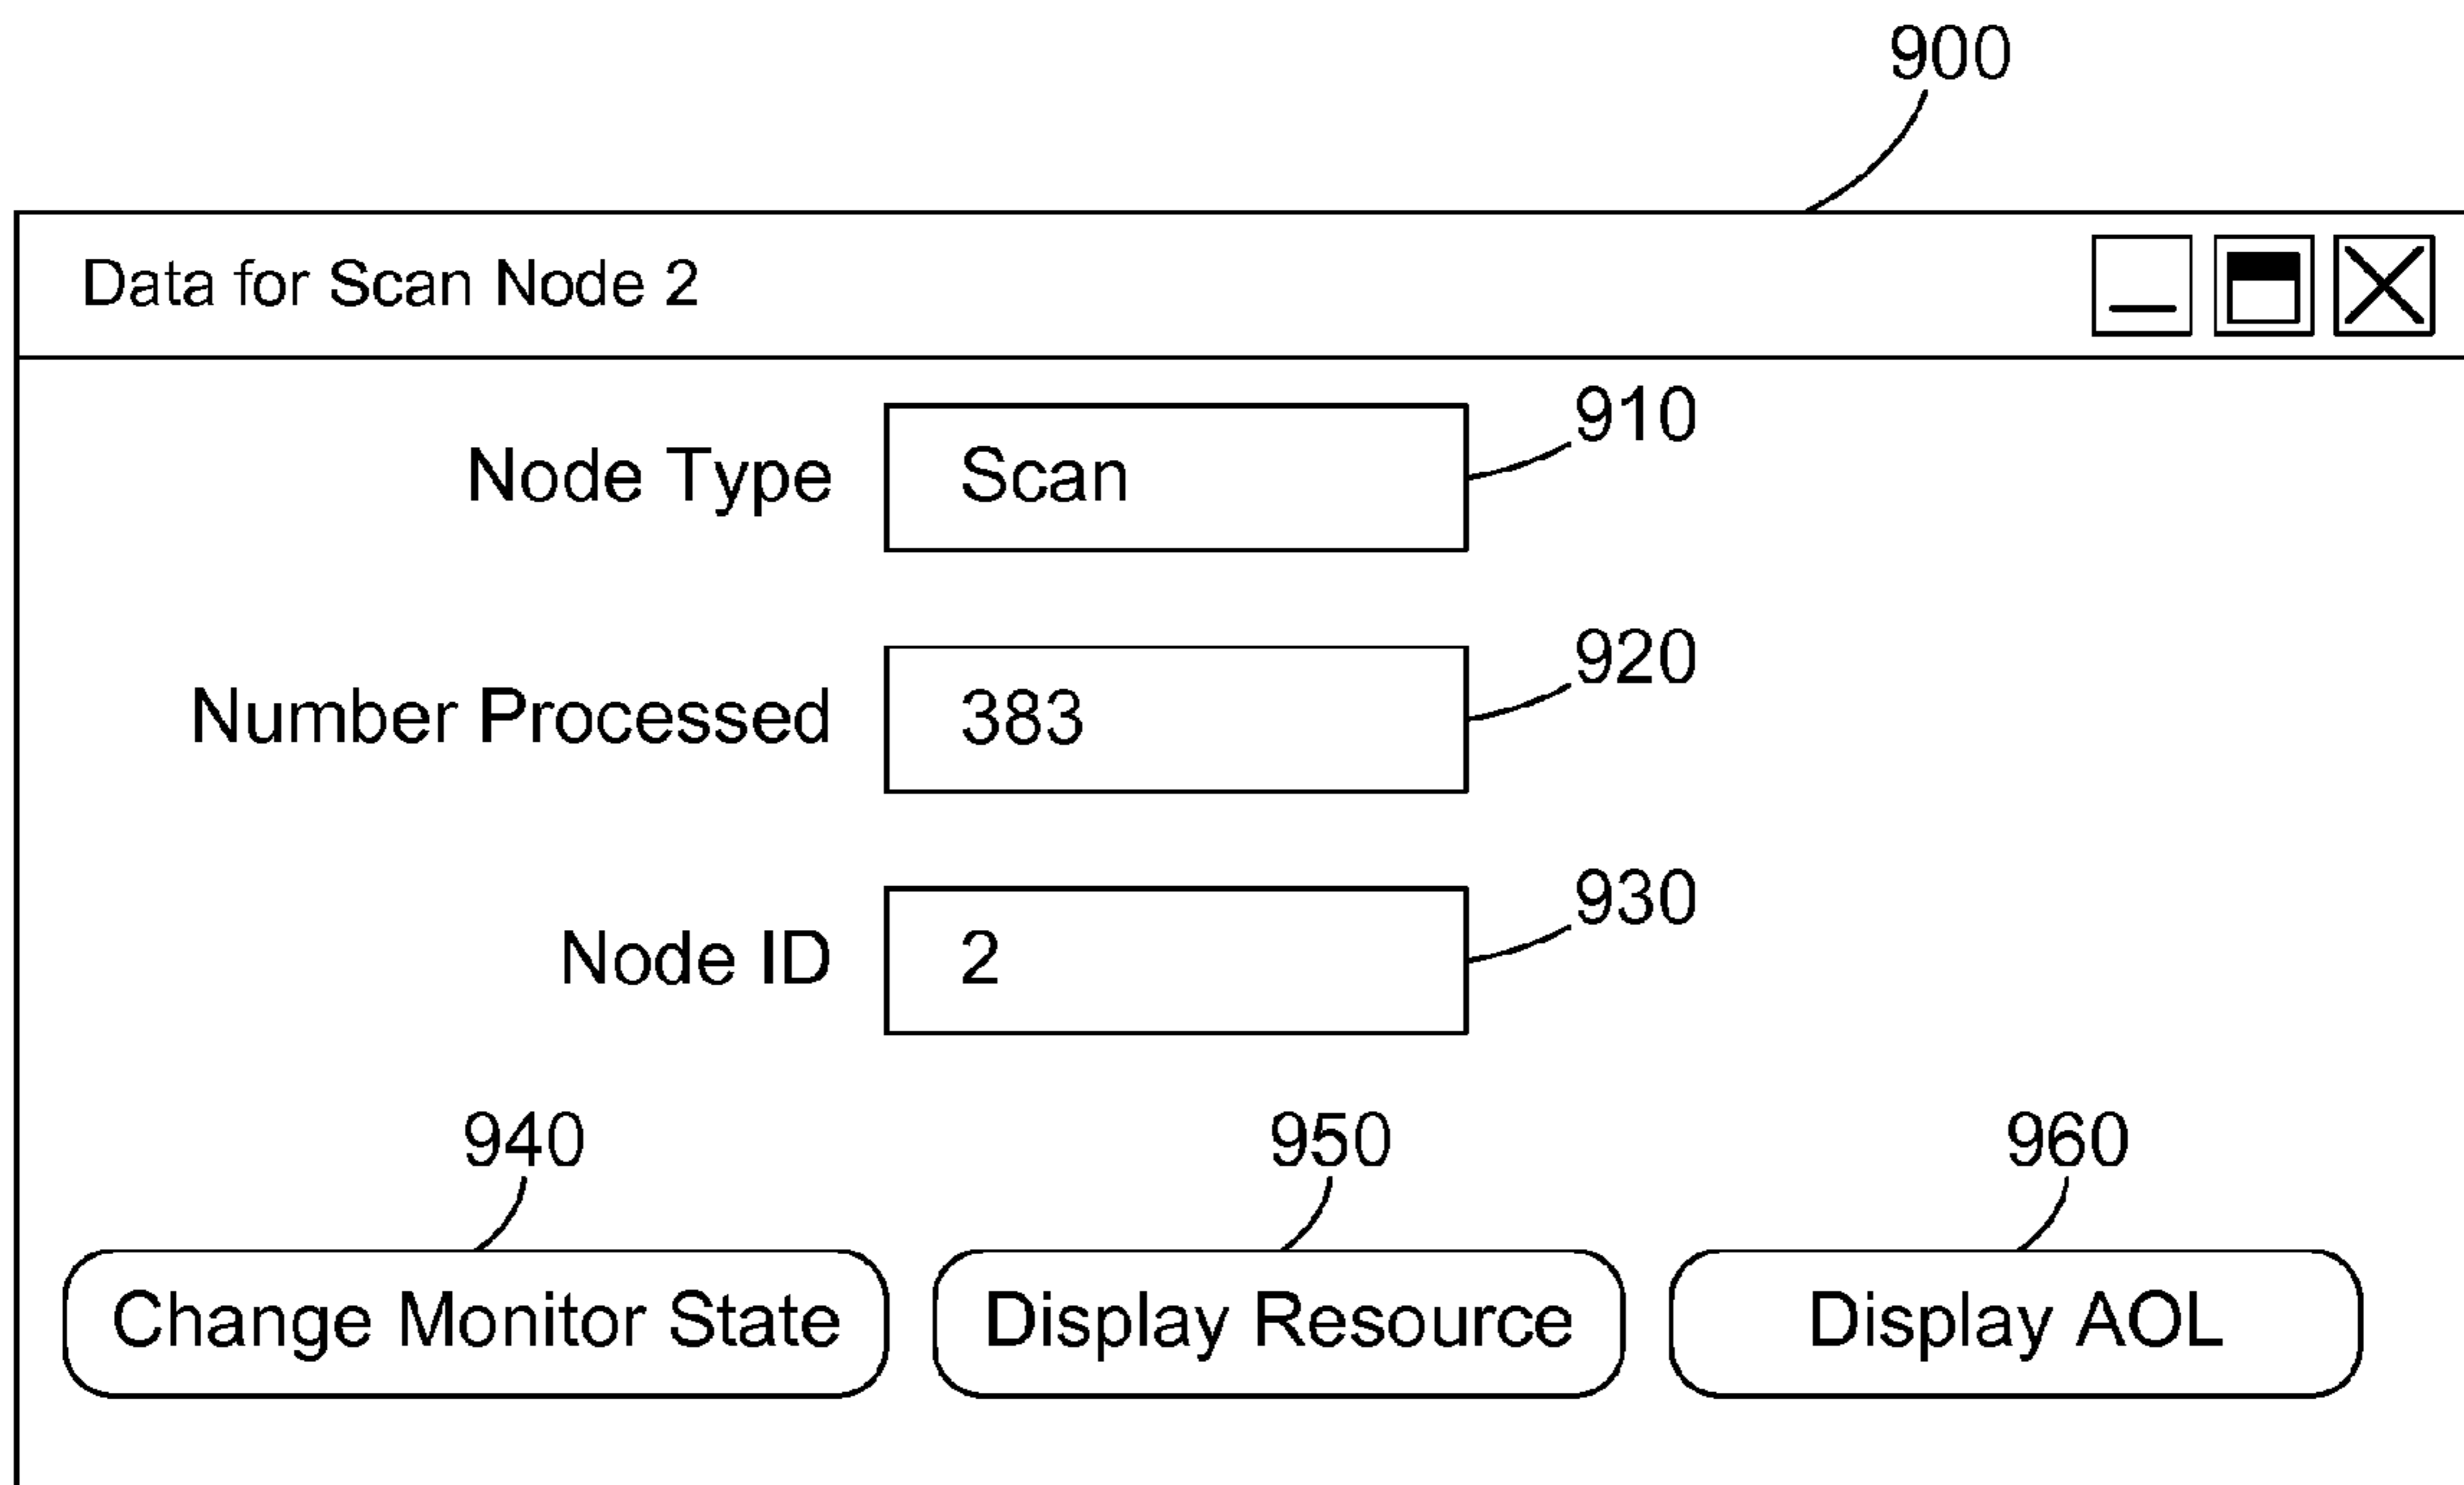 900
Data for Scan Node 2
Node Type Scan 910
Number Processed 383 920
Node ID 2 930
940 950 960
Change Monitor State Display Resource Display AOL